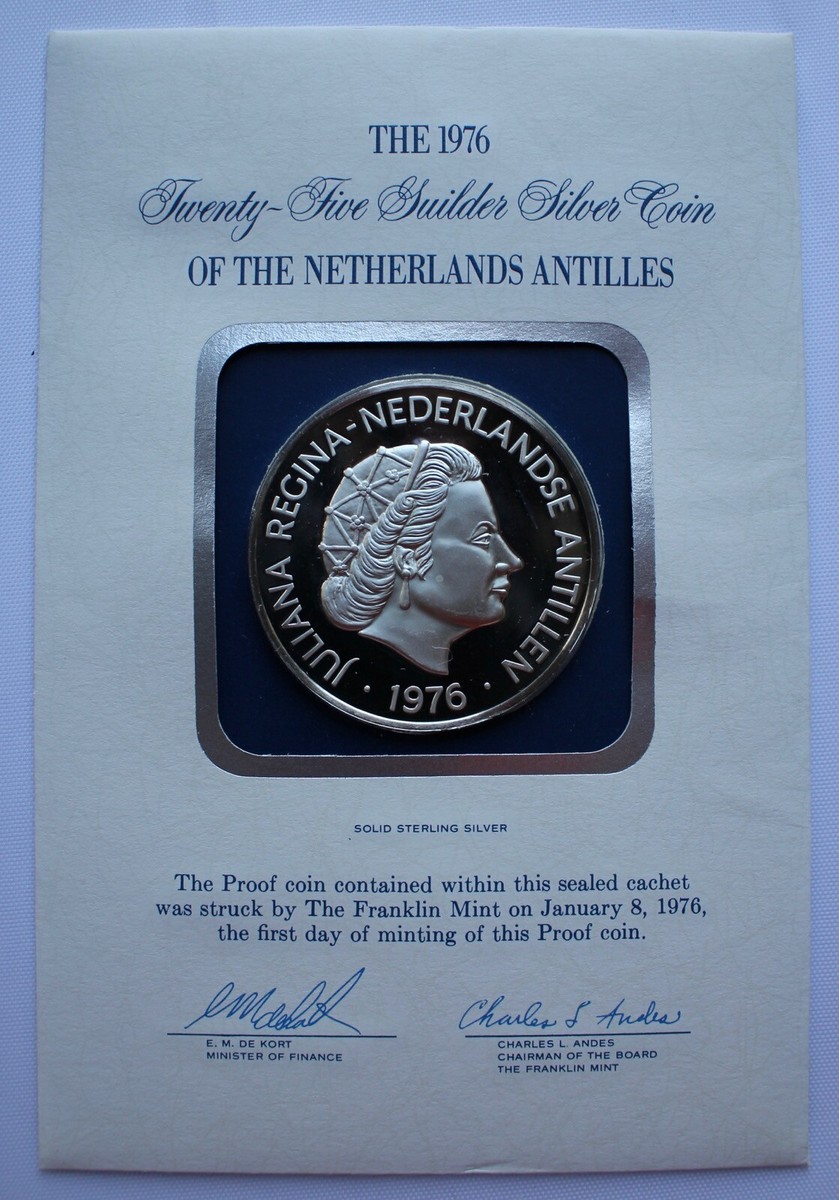 THE 1976
Twenty-Five Guilder Silver Coin
OF THE NETHERLANDS ANTILLES
JULIANA REGINA-NEDERLANDSE ANTILLEN
· 1976 ·
SOLID STERLING SILVER
The Proof coin contained within this sealed cachet
was struck by The Franklin Mint on January 8, 1976,
the first day of minting of this Proof coin.
Charles L Andes
E. M. DE KORT
MINISTER OF FINANCE
CHARLES L. ANDES
CHAIRMAN OF THE BOARD
THE FRANKLIN MINT